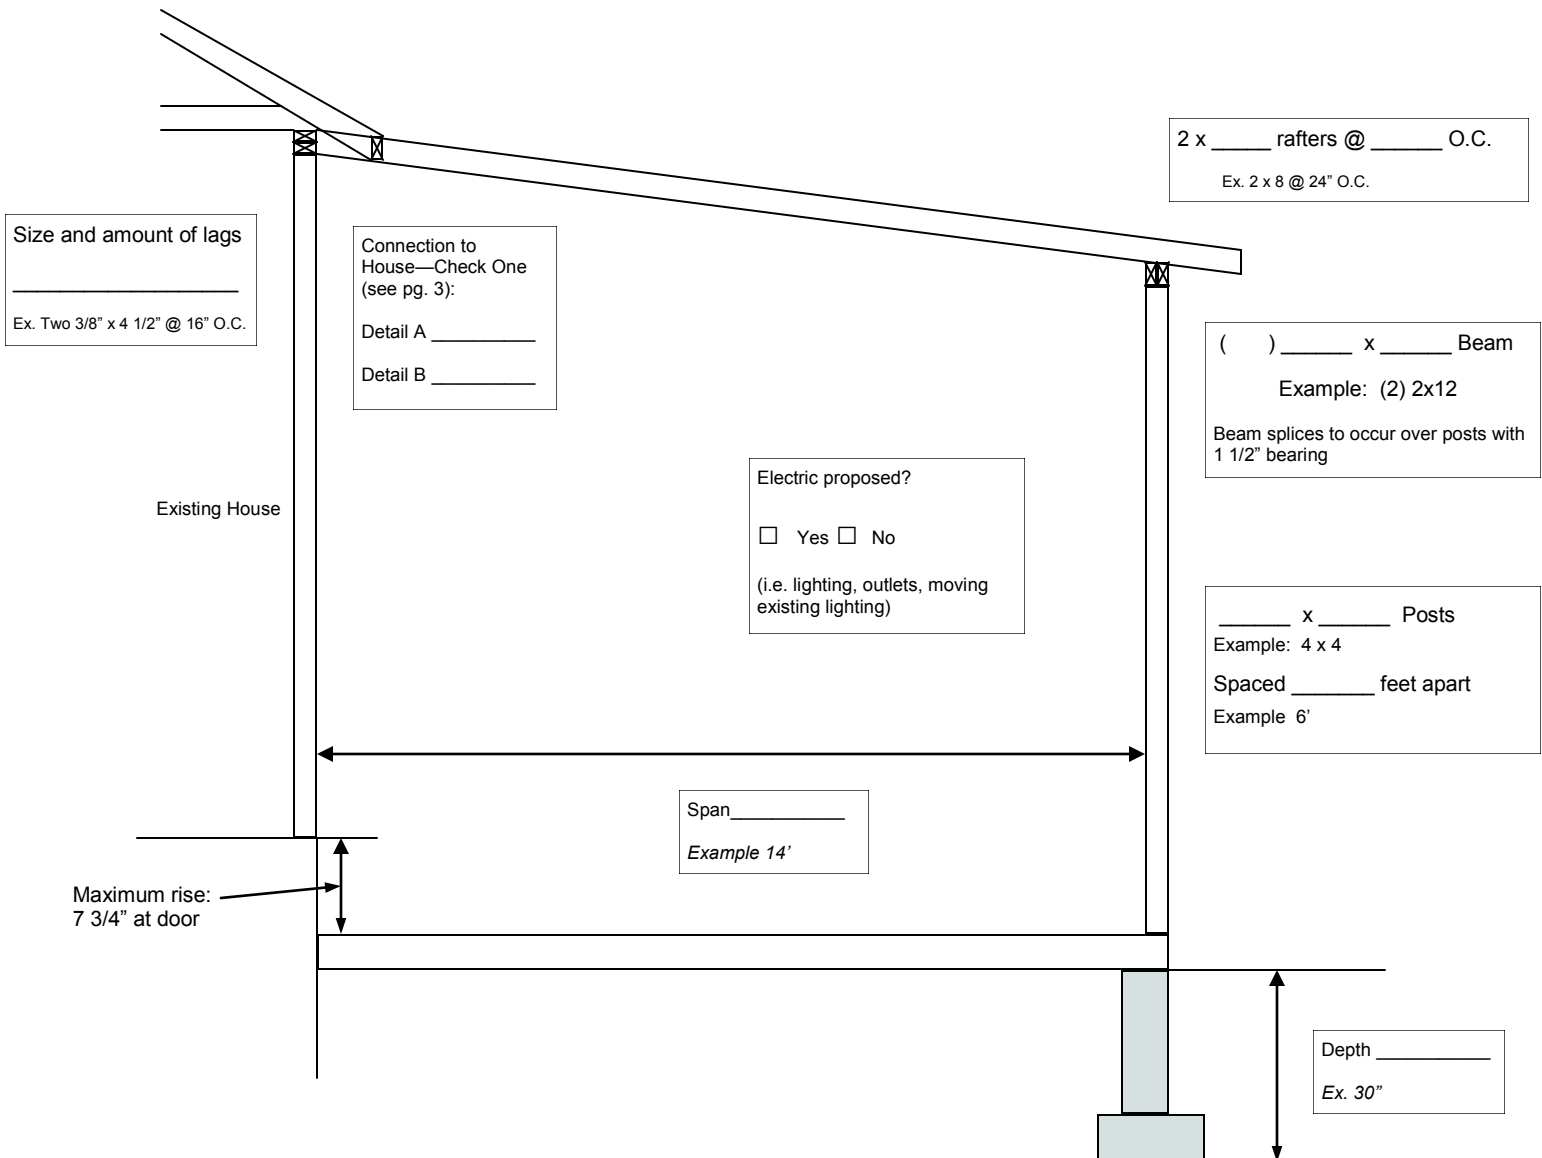 2 x _____ rafters @ ______ O.C.
Ex. 2 x 8 @ 24” O.C.
Size and amount of lags
___________________
Ex. Two 3/8” x 4 1/2” @ 16” O.C.
Connection to
House—Check One
(see pg. 3):
Detail A __________
Detail B __________
(    ) ______ x ______ Beam
Example: (2) 2x12
Beam splices to occur over posts with
1 1/2” bearing
Existing House
Electric proposed?
☐ Yes ☐ No
(i.e. lighting, outlets, moving
existing lighting)
______ x ______ Posts
Example: 4 x 4
Spaced _______ feet apart
Example 6’
Span___________
Example 14’
Maximum rise:
7 3/4” at door
Depth ___________
Ex. 30”